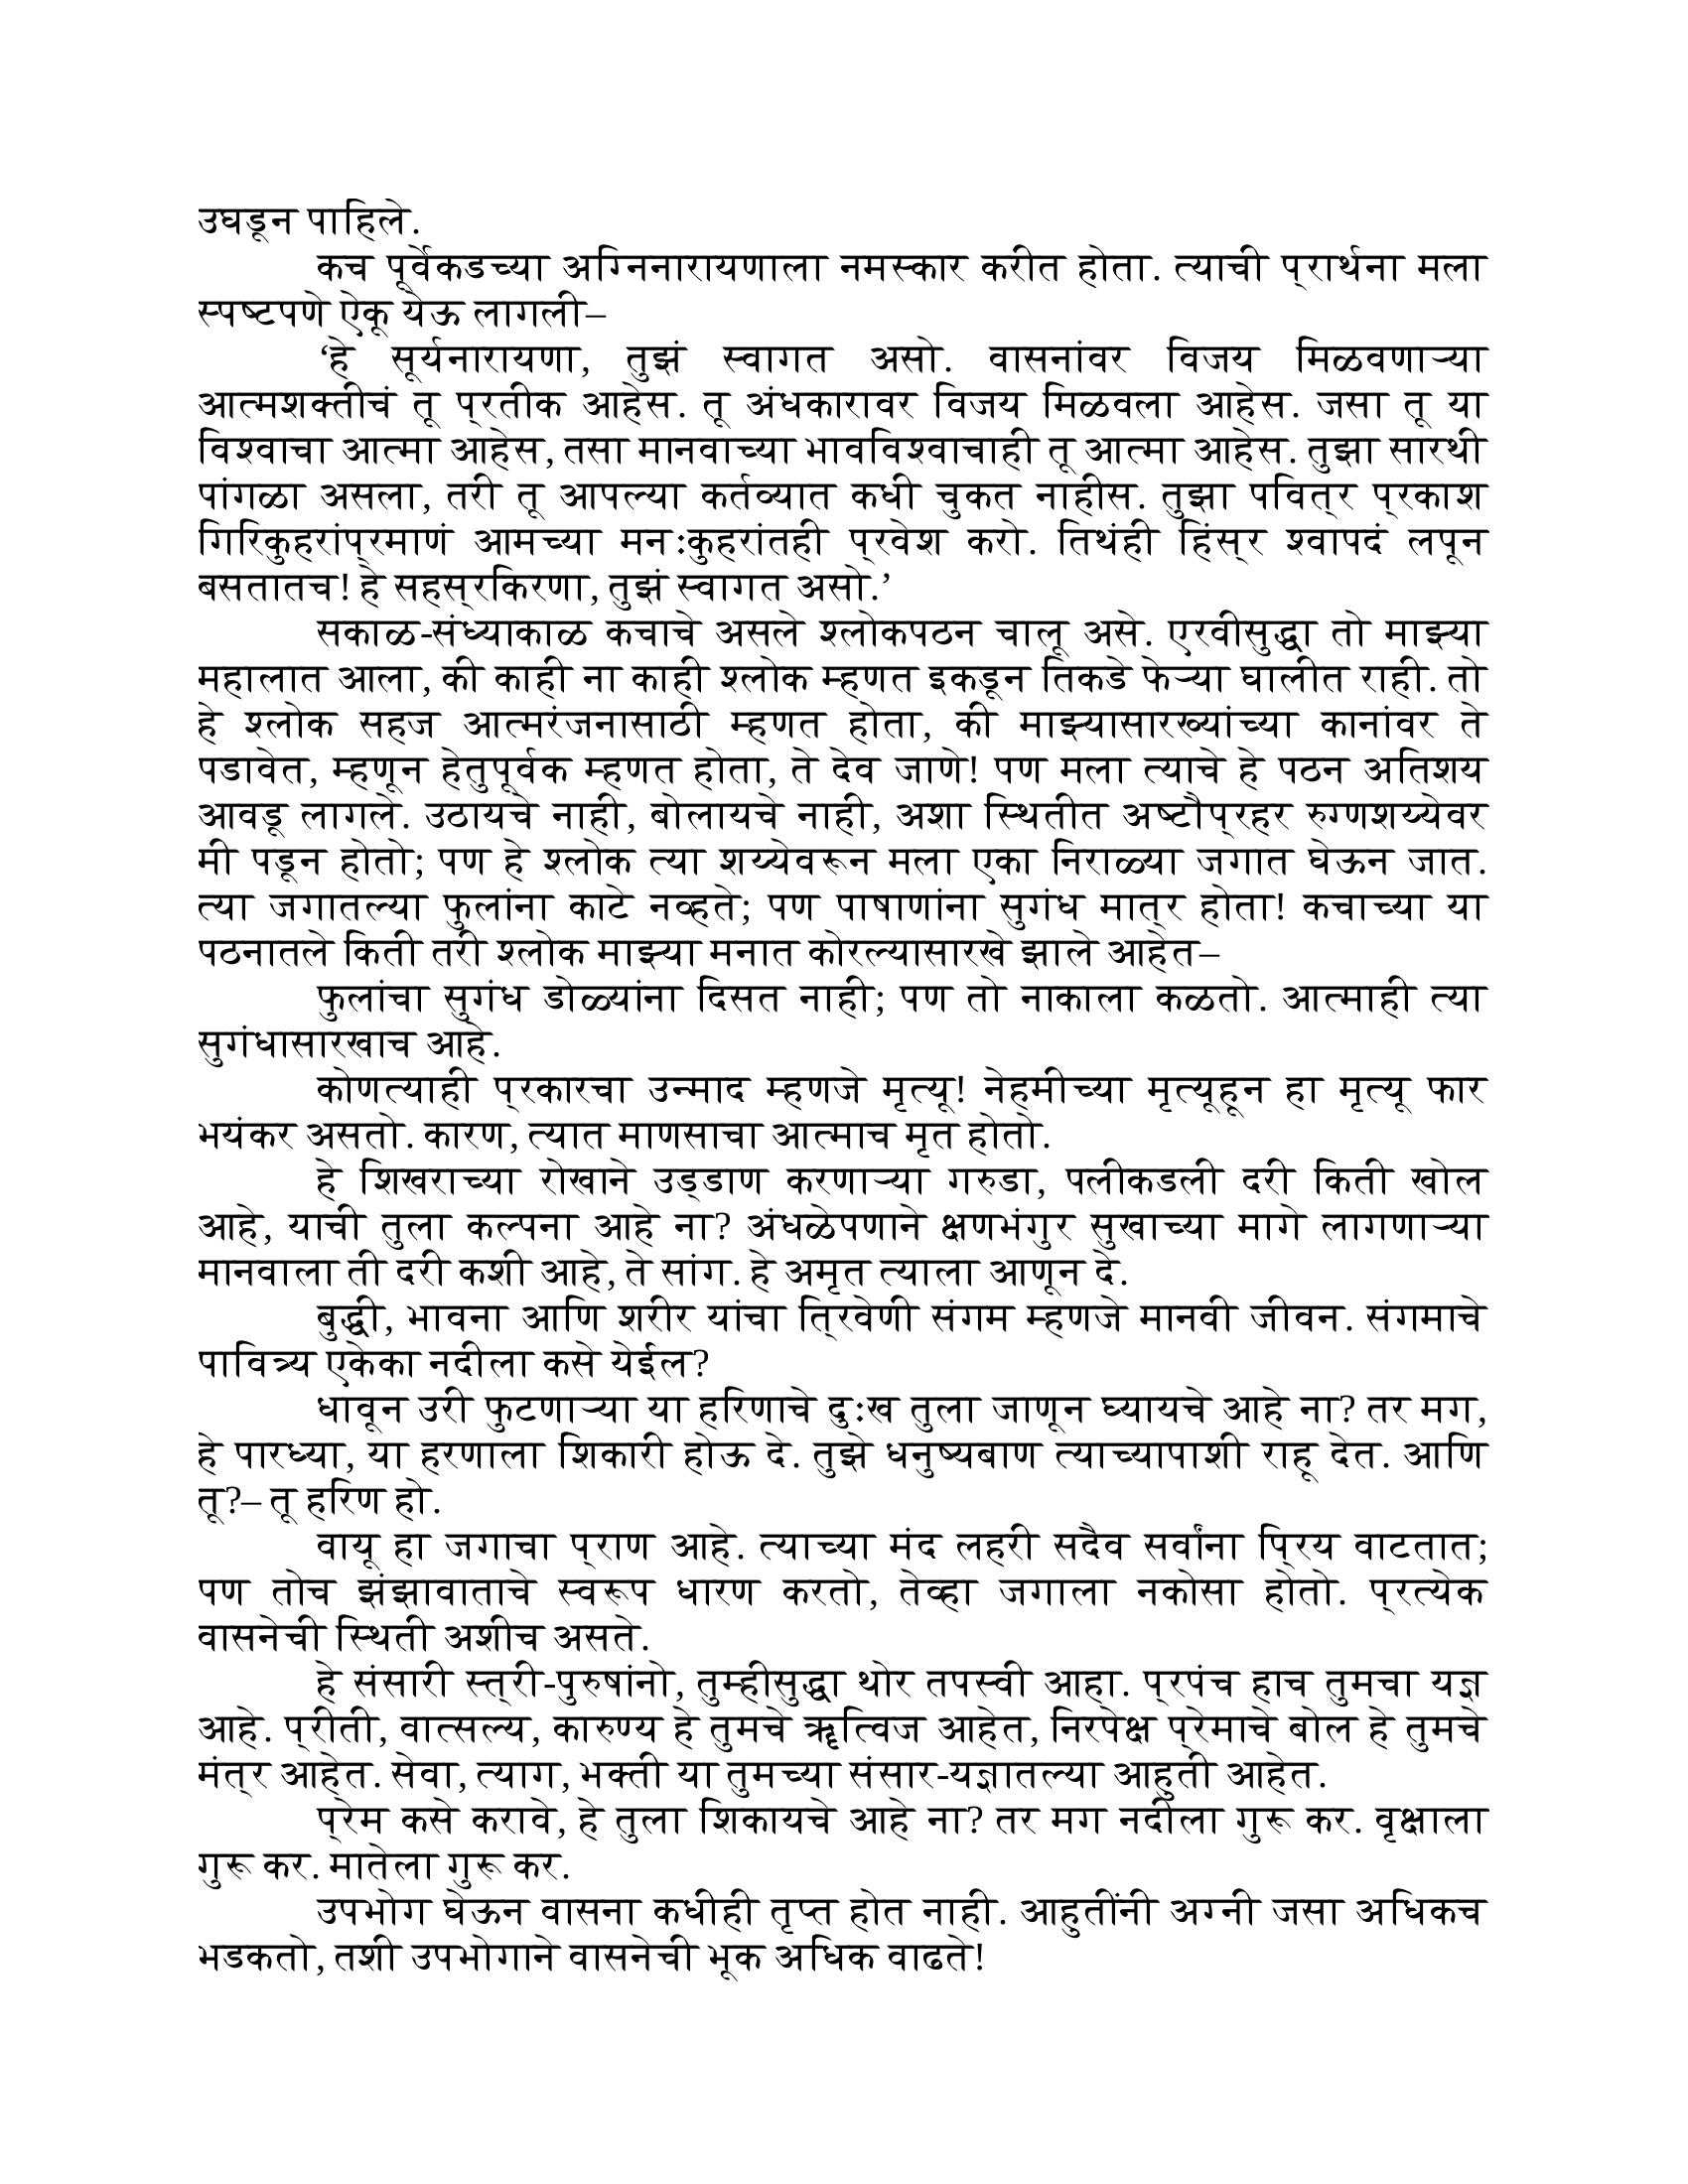 उघडून पाहिले.
कच पूर्वेकडच्या अग्निनारायणाला नमस्कार करीत होता. त्याची प्रार्थना मला
स्पष्टपणे ऐकू येऊ लागली–
‘हे सूर्यनारायणा, तुझं स्वागत असो. वासनांवर विजय मिळवणाऱ्या
आत्मशक्तीचं तू प्रतीक आहेस. तू अंधकारावर विजय मिळवला आहेस. जसा तू या
विश्वाचा आत्मा आहेस, तसा मानवाच्या भावविश्वाचाही तू आत्मा आहेस. तुझा सारथी
पांगळा असला, तरी तू आपल्या कर्तव्यात कधी चुकत नाहीस. तुझा पवित्र प्रकाश
गिरिकुहरांप्रमाणं आमच्या मनःकुहरांतही प्रवेश करो. तिथंही हिंस्र श्वापदं लपून
बसतातच! हे सहस्रकिरणा, तुझं स्वागत असो.’
सकाळ-संध्याकाळ कचाचे असले श्लोकपठन चालू असे. एरवीसुद्धा तो माझ्या
महालात आला, की काही ना काही श्लोक म्हणत इकडून तिकडे फेऱ्या घालीत राही. तो
हे श्लोक सहज आत्मरंजनासाठी म्हणत होता, की माझ्यासारख्यांच्या कानांवर ते
पडावेत, म्हणून हेतुपूर्वक म्हणत होता, ते देव जाणे! पण मला त्याचे हे पठन अतिशय
आवडू लागले. उठायचे नाही, बोलायचे नाही, अशा स्थितीत अष्टौप्रहर रुग्णशय्येवर
मी पडून होतो; पण हे श्लोक त्या शय्येवरून मला एका निराळ्या जगात घेऊन जात.
त्या जगातल्या फुलांना काटे नव्हते; पण पाषाणांना सुगंध मात्र होता! कचाच्या या
पठनातले किती तरी श्लोक माझ्या मनात कोरल्यासारखे झाले आहेत–
फुलांचा सुगंध डोळ्यांना दिसत नाही; पण तो नाकाला कळतो. आत्माही त्या
सुगंधासारखाच आहे.
कोणत्याही प्रकारचा उन्माद म्हणजे मृत्यू! नेहमीच्या मृत्यूहून हा मृत्यू फार
भयंकर असतो. कारण, त्यात माणसाचा आत्माच मृत होतो.
हे शिखराच्या रोखाने उड्डाण करणाऱ्या गरुडा, पलीकडली दरी किती खोल
आहे, याची तुला कल्पना आहे ना? अंधळेपणाने क्षणभंगुर सुखाच्या मागे लागणाऱ्या
मानवाला ती दरी कशी आहे, ते सांग. हे अमृत त्याला आणून दे.
बुद्धी, भावना आणि शरीर यांचा त्रिवेणी संगम म्हणजे मानवी जीवन. संगमाचे
पावित्र्य एकेका नदीला कसे येईल?
धावून उरी फुटणाऱ्या या हरिणाचे दुःख तुला जाणून घ्यायचे आहे ना? तर मग,
हे पारध्या, या हरणाला शिकारी होऊ दे. तुझे धनुष्यबाण त्याच्यापाशी राहू देत. आणि
तू?– तू हरिण हो.
वायू हा जगाचा प्राण आहे. त्याच्या मंद लहरी सदैव सर्वांना प्रिय वाटतात;
पण तोच झंझावाताचे स्वरूप धारण करतो, तेव्हा जगाला नकोसा होतो. प्रत्येक
वासनेची स्थिती अशीच असते.
हे संसारी स्त्री-पुरुषांनो, तुम्हीसुद्धा थोर तपस्वी आहा. प्रपंच हाच तुमचा यज्ञ
आहे. प्रीती, वात्सल्य, कारुण्य हे तुमचे ॠत्विज आहेत, निरपेक्ष प्रेमाचे बोल हे तुमचे
मंत्र आहेत. सेवा, त्याग, भक्ती या तुमच्या संसार-यज्ञातल्या आहुती आहेत.
प्रेम कसे करावे, हे तुला शिकायचे आहे ना? तर मग नदीला गुरू कर. वृक्षाला
गुरू कर. मातेला गुरू कर.
उपभोग घेऊन वासना कधीही तृप्त होत नाही. आहुतींनी अग्नी जसा अधिकच
भडकतो, तशी उपभोगाने वासनेची भूक अधिक वाढते!